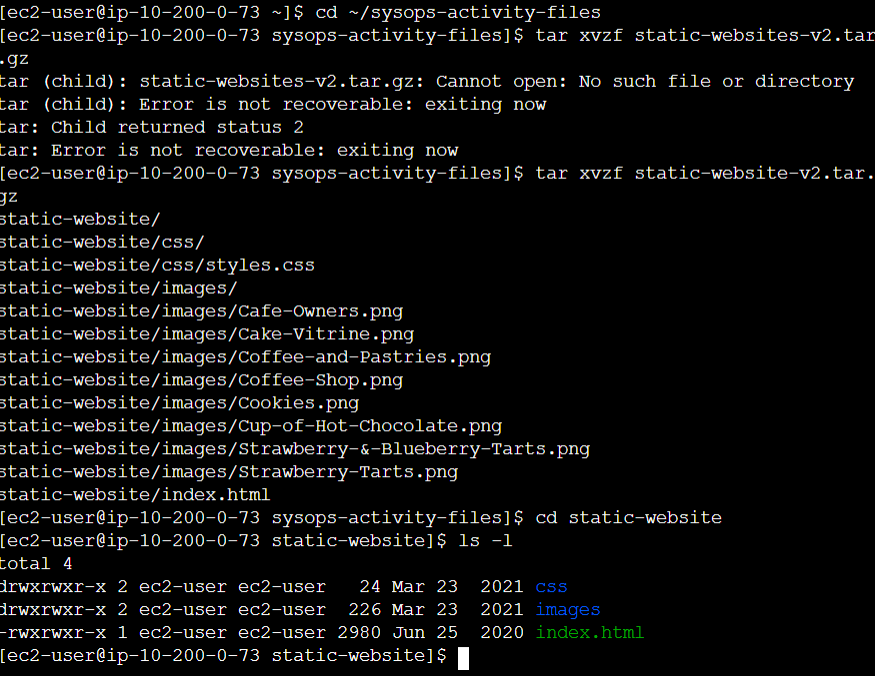 [ec2-user@ip-10-200-0-73 ~]$ cd ~/sysops-activity-files
[ec2-user@ip-10-200-0-73 sysops-activity-files]$ tar xvzf static-websites-v2.tar
.gz
tar (child): static-websites-v2.tar.gz: Cannot open: No such file or directory
tar (child): Error is not recoverable: exiting now
tar: Child returned status 2
tar: Error is not recoverable: exiting now
[ec2-user@ip-10-200-0-73 sysops-activity-files]$ tar xvzf static-website-v2.tar.
gz
static-website/
static-website/css/
static-website/css/styles.css
static-website/images/
static-website/images/Cafe-Owners.png
static-website/images/Cake-Vitrine.png
static-website/images/Coffee-and-Pastries.png
static-website/images/Coffee-Shop.png
static-website/images/Cookies.png
static-website/images/Cup-of-Hot-Chocolate.png
static-website/images/Strawberry-&-Blueberry-Tarts.png
static-website/images/Strawberry-Tarts.png
static-website/index.html
[ec2-user@ip-10-200-0-73 sysops-activity-files]$ cd static-website
[ec2-user@ip-10-200-0-73 static-website]$ ls -l
total 4
drwxrwxr-x 2 ec2-user ec2-user   24 Mar 23  2021 css
drwxrwxr-x 2 ec2-user ec2-user  226 Mar 23  2021 images
-rwxrwxr-x 1 ec2-user ec2-user 2980 Jun 25  2020 index.html
[ec2-user@ip-10-200-0-73 static-website]$